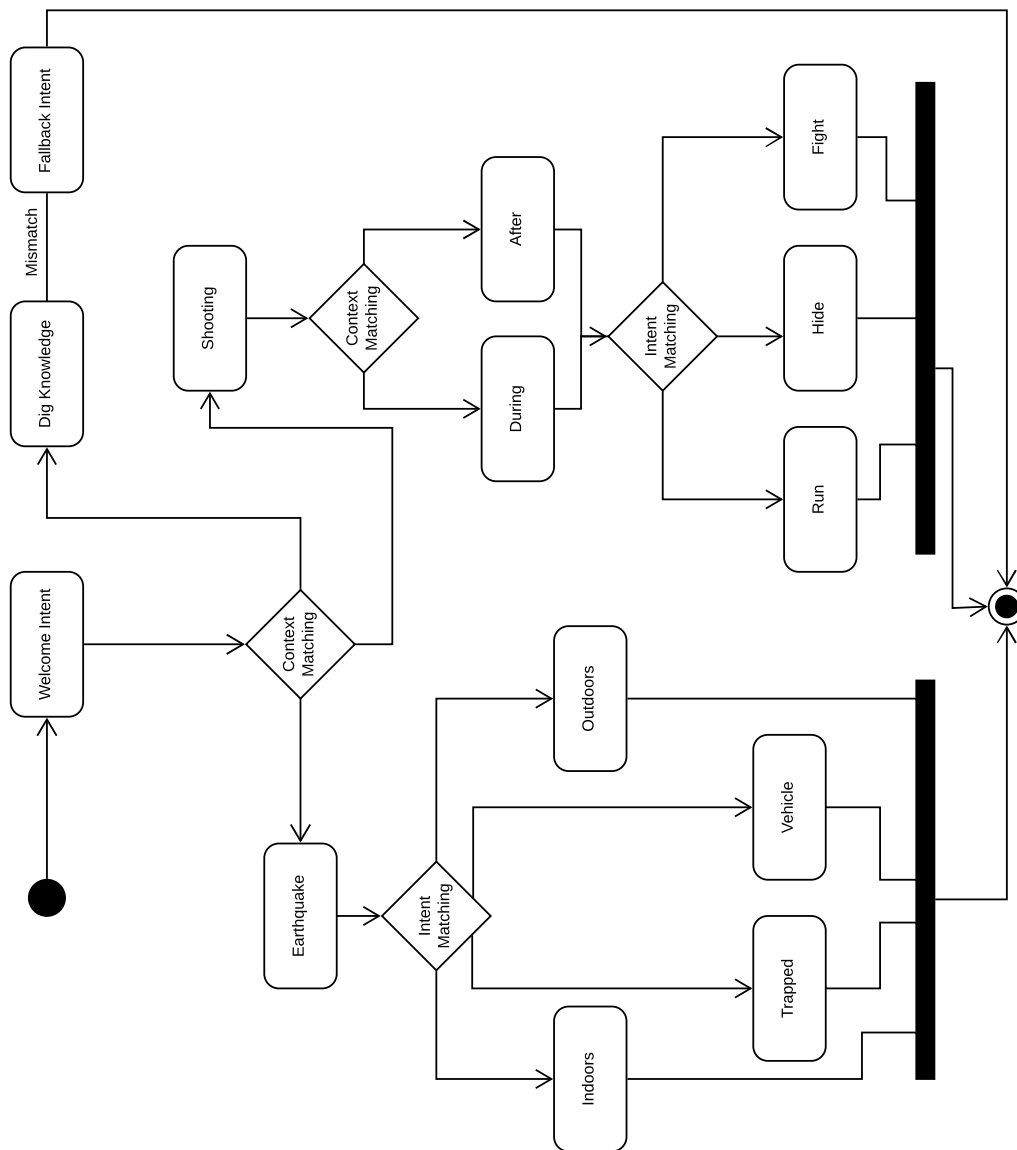 Welcome Intent
Dig Knowledge
Mismatch
Fallback Intent
Context
Matching
Earthquake
Shooting
Intent
Matching
Indoors
Trapped
Vehicle
Outdoors
Context
Matching
During
After
Intent
Matching
Run
Hide
Fight